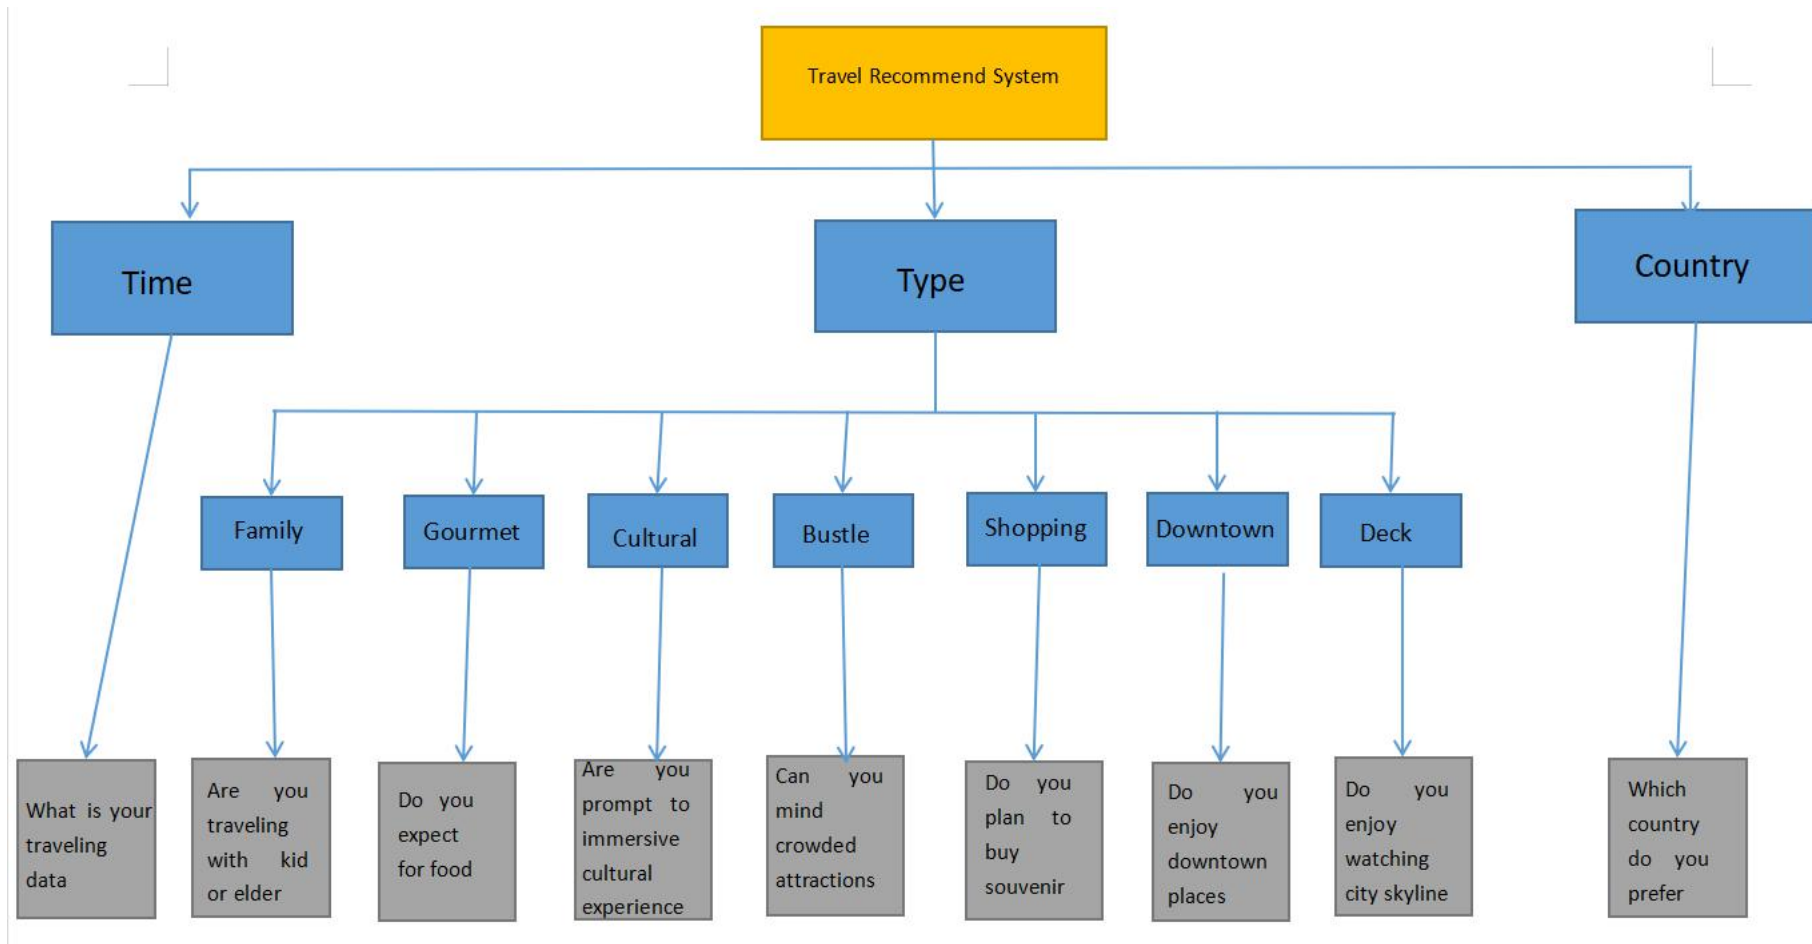 Travel Recommend System
Time
Type
Country
Family
Gourmet
Cultural
Bustle
Shopping
Downtown
Deck
What is your
traveling
data
Are you
traveling
with kid
or elder
Do you
expect
for food
Are you
prompt to
immersive
cultural
experience
Can you
mind
crowded
attractions
Do you
plan to
buy
souvenir
Do you
enjoy
downtown
places
Do you
enjoy
watching
city skyline
Which
country
do you
prefer